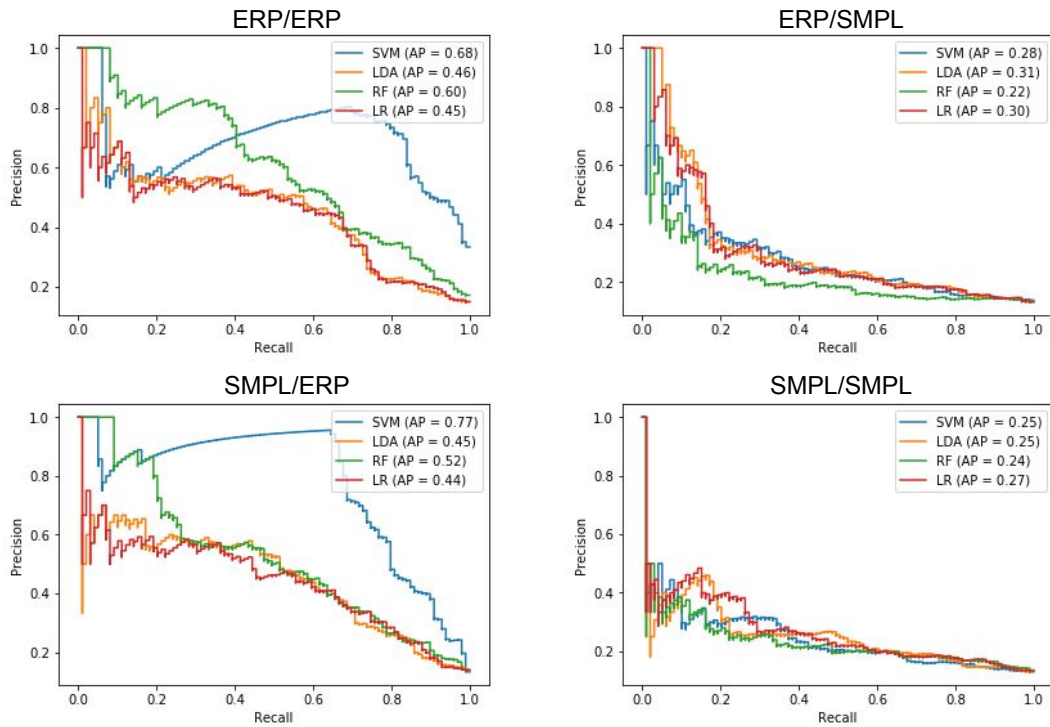 ERP/ERP
SVM (AP = 0.68)
LDA (AP = 0.46)
RF (AP = 0.60)
LR (AP = 0.45)
1.0
0.8
0.6
0.4
0.2
Precision
0.0 0.2 0.4 0.6 0.8 1.0
Recall
ERP/SMPL
SVM (AP = 0.28)
LDA (AP = 0.31)
RF (AP = 0.22)
LR (AP = 0.30)
1.0
0.8
0.6
0.4
0.2
Precision
0.0 0.2 0.4 0.6 0.8 1.0
Recall
SMPL/ERP
SVM (AP = 0.77)
LDA (AP = 0.45)
RF (AP = 0.52)
LR (AP = 0.44)
1.0
0.8
0.6
0.4
0.2
Precision
0.0 0.2 0.4 0.6 0.8 1.0
Recall
SMPL/SMPL
SVM (AP = 0.25)
LDA (AP = 0.25)
RF (AP = 0.24)
LR (AP = 0.27)
1.0
0.8
0.6
0.4
0.2
Precision
0.0 0.2 0.4 0.6 0.8 1.0
Recall